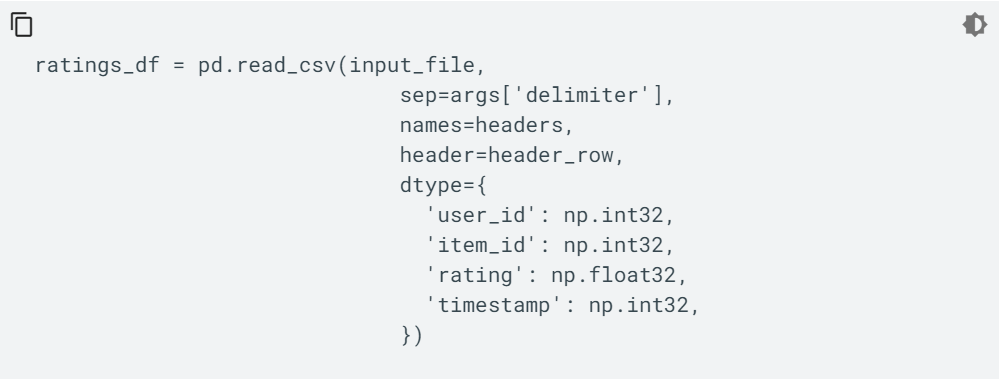 ratings_df = pd.read_csv(input_file,
sep=args['delimiter'],
names=headers,
header=header_row,
dtype={
'user_id': np.int32,
'item_id': np.int32,
'rating': np.float32,
'timestamp': np.int32,
})